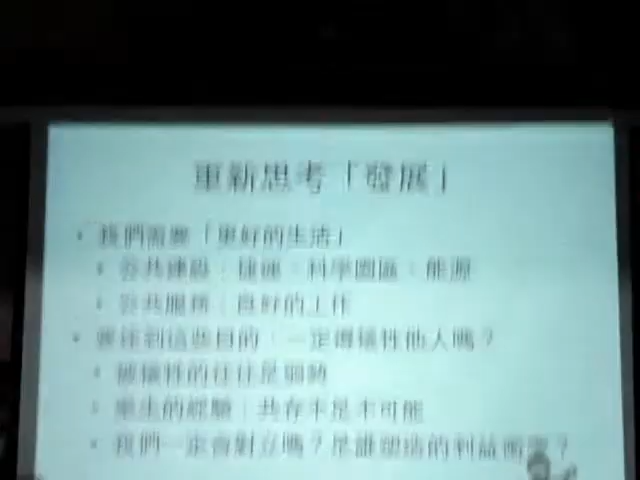 重新思考「發展」
我們需要「更好的生活」
公共建設：捷運、科學園區、能源
公共服務：良好的工作
要達到這些目的，一定得犧牲他人嗎？
被犧牲的往往是弱勢
樂生的經驗：共存不是不可能
我們一定會對立嗎？是誰塑造的利益衝突？